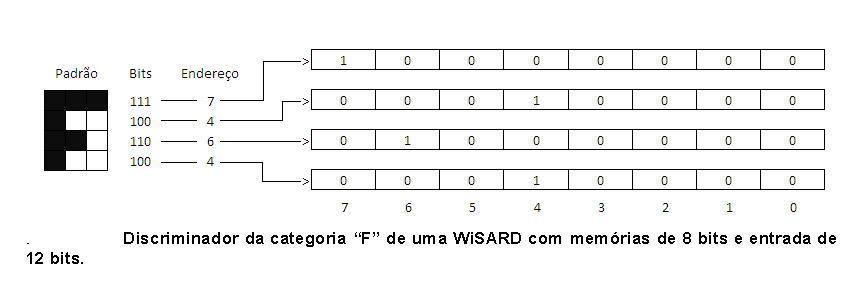 > 1 0 0 0 0 0 0 0
Padrão Bits Endereço
111 7
> 0 0 0 1 0 0 0 0
100 4
110 6 > 0 1 0 0 0 0 0 0
100 4
> 0 0 0 1 0 0 0 0
7 6 5 4 3 2 1 0
. Discriminador da categoria “F” de uma WiSARD com memórias de 8 bits e entrada de
12 bits.